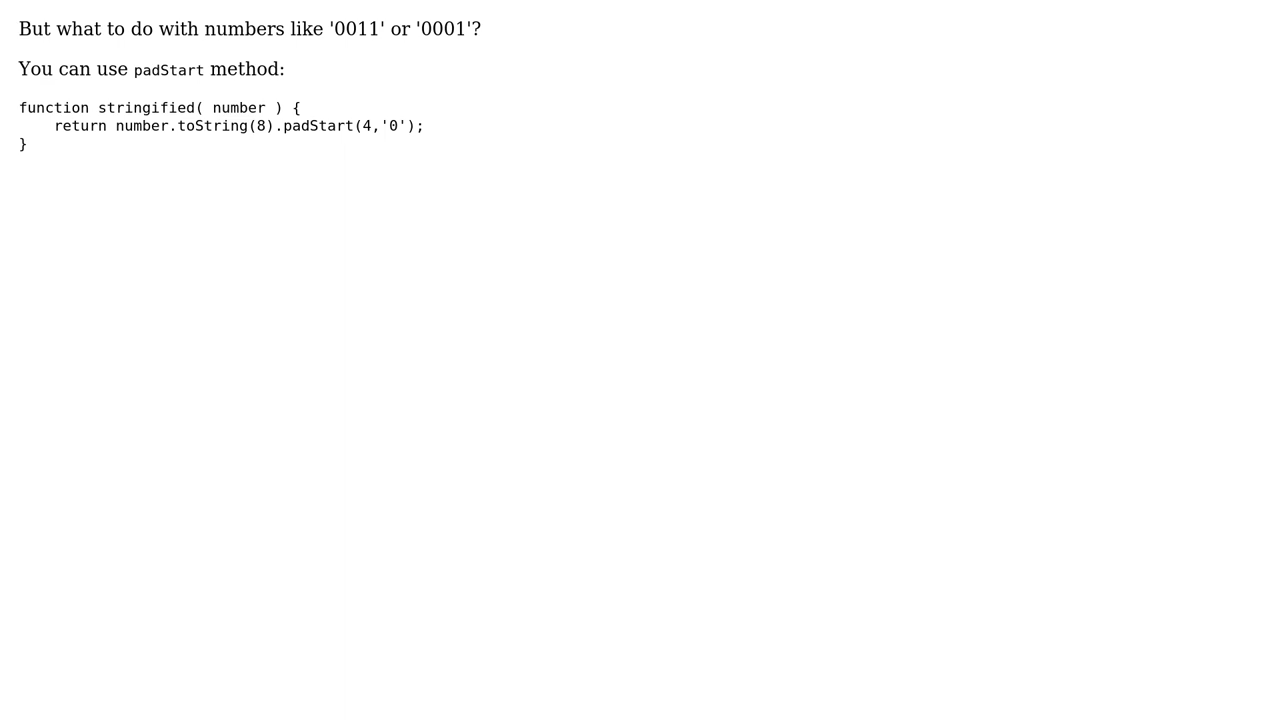 But what to do with numbers like '0011' or '0001'?
You can use padStart method:
function stringified( number ) {
    return number.toString(8).padStart(4,'0');
}